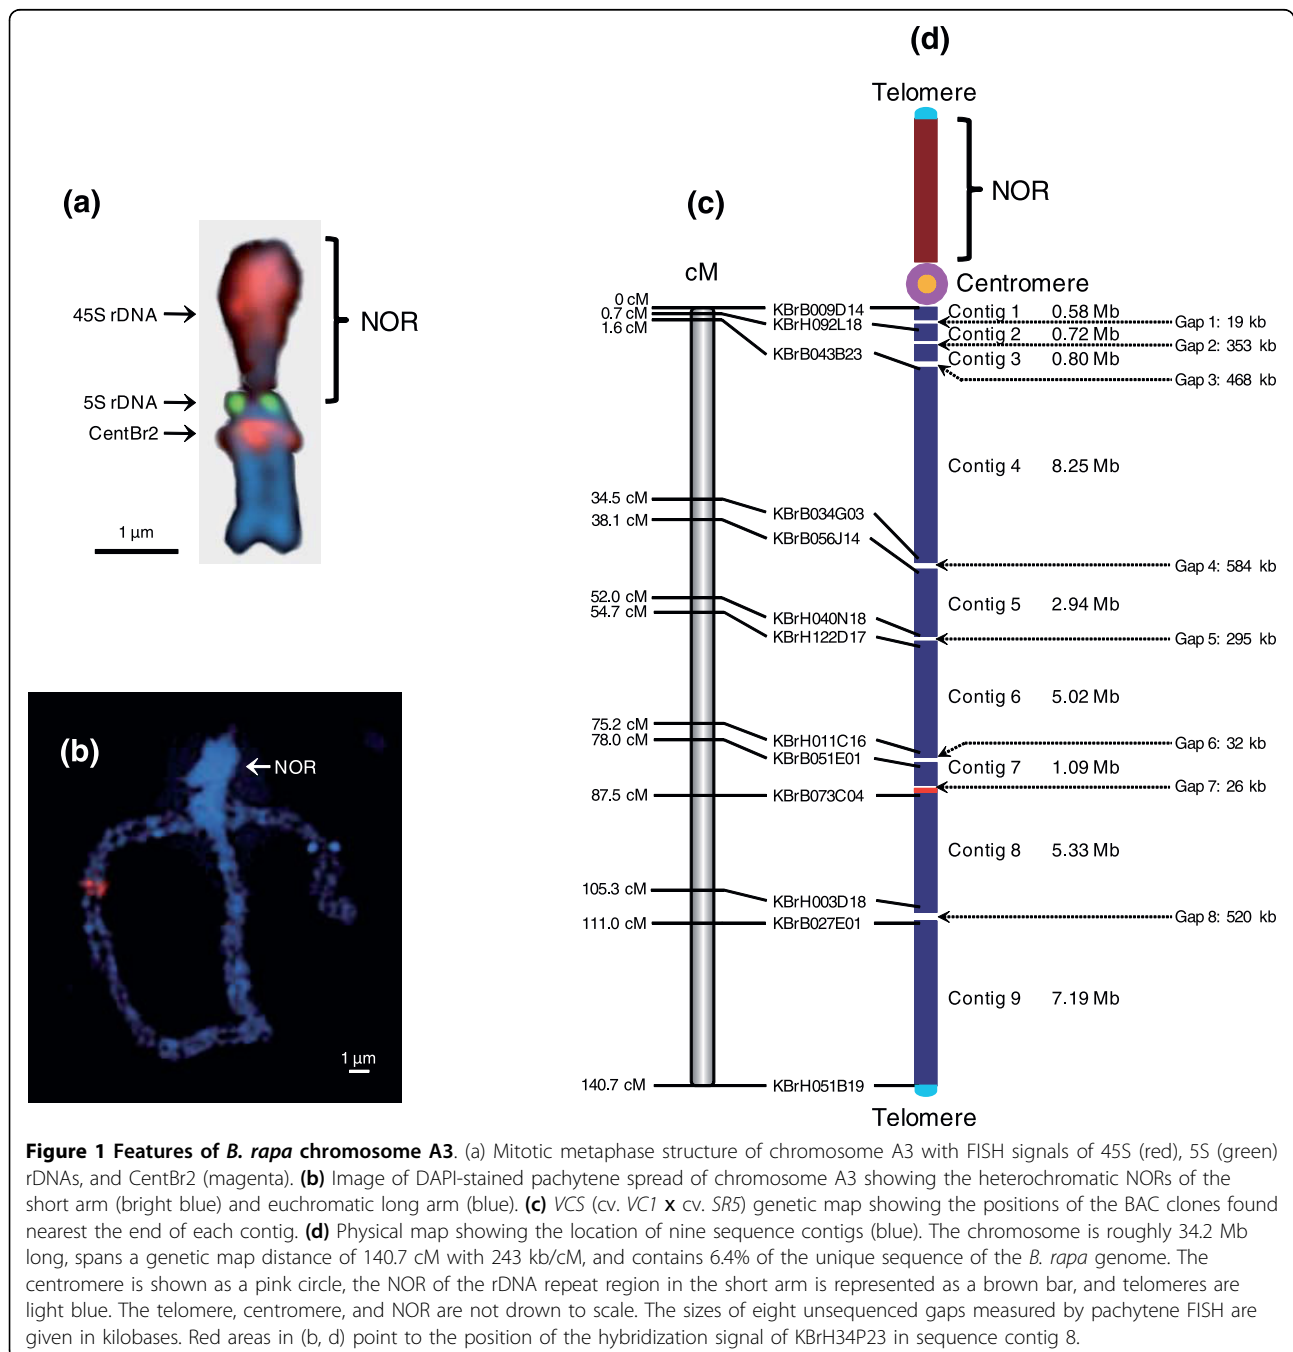 (d)
Telomere
NOR
(a)
(c)
45S rDNA
NOR
5S rDNA
CentBr2
1 µm
(b)
NOR
1 µm
cM
0 cM
0.7 cM
1.6 cM
34.5 cM
38.1 cM
52.0 cM
54.7 cM
75.2 cM
78.0 cM
87.5 cM
105.3 cM
111.0 cM
140.7 cM
KBrB009D14
KBrH092L18
KBrB043B23
KBrB034G03
KBrB056J14
KBrH040N18
KBrH122D17
KBrH011C16
KBrB051E01
KBrB073C04
KBrH003D18
KBrB027E01
KBrH051B19
Centromere
Contig 1 0.58 Mb
Contig 2 0.72 Mb
Contig 3 0.80 Mb
Contig 4 8.25 Mb
Contig 5 2.94 Mb
Contig 6 5.02 Mb
Contig 7 1.09 Mb
Contig 8 5.33 Mb
Contig 9 7.19 Mb
Gap 1: 19 kb
Gap 2: 353 kb
Gap 3: 468 kb
Gap 4: 584 kb
Gap 5: 295 kb
Gap 6: 32 kb
Gap 7: 26 kb
Gap 8: 520 kb
Telomere
Figure 1 Features of B. rapa chromosome A3. (a) Mitotic metaphase structure of chromosome A3 with FISH signals of 45S (red), 5S (green)
rDNAs, and CentBr2 (magenta). (b) Image of DAPI-stained pachytene spread of chromosome A3 showing the heterochromatic NORs of the
short arm (bright blue) and euchromatic long arm (blue). (c) VCS (cv. VC1 x cv. SR5) genetic map showing the positions of the BAC clones found
nearest the end of each contig. (d) Physical map showing the location of nine sequence contigs (blue). The chromosome is roughly 34.2 Mb
long, spans a genetic map distance of 140.7 cM with 243 kb/cM, and contains 6.4% of the unique sequence of the B. rapa genome. The
centromere is shown as a pink circle, the NOR of the rDNA repeat region in the short arm is represented as a brown bar, and telomeres are
light blue. The telomere, centromere, and NOR are not drown to scale. The sizes of eight unsequenced gaps measured by pachytene FISH are
given in kilobases. Red areas in (b, d) point to the position of the hybridization signal of KBrH34P23 in sequence contig 8.